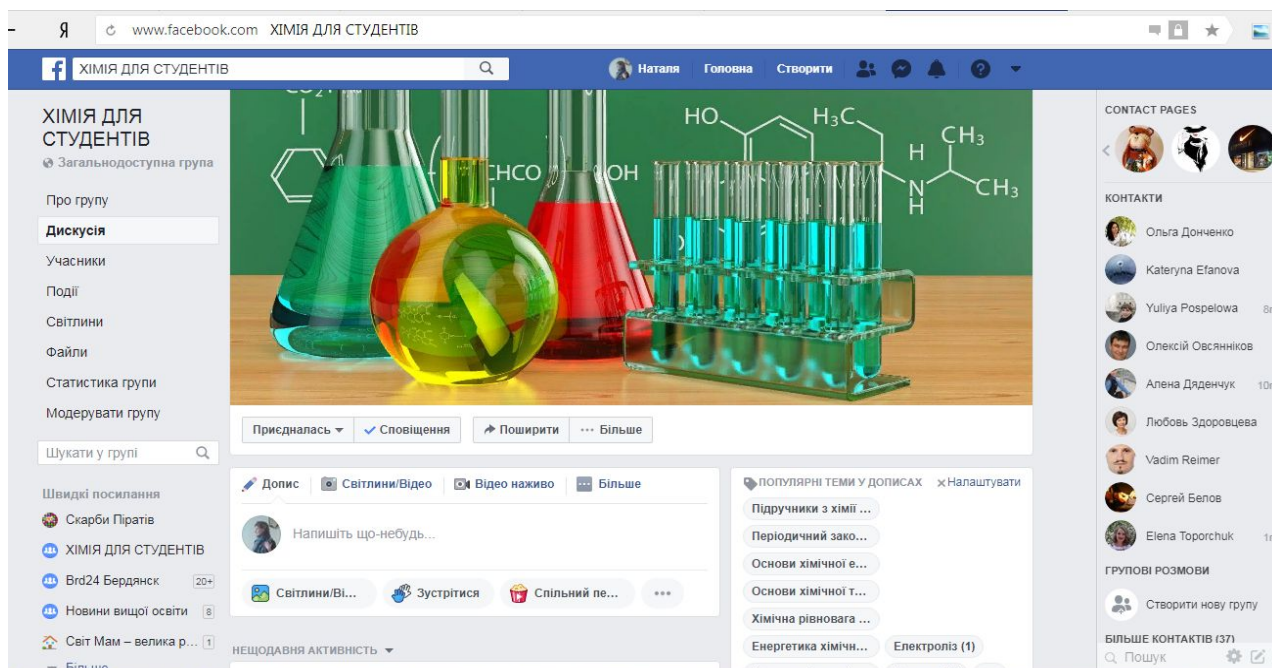 Я
www.facebook.com ХІМІЯ ДЛЯ СТУДЕНТІВ
f
ХІМІЯ ДЛЯ СТУДЕНТІВ
Наталя
Головна
Створити
ХІМІЯ ДЛЯ
СТУДЕНТІВ
Загальнодоступна група
Про групу
Дискусія
Учасники
Події
Світлини
Файли
Статистика групи
Модерувати групу
Шукати у групі
Швидкі посилання
Скарби Піратів
ХІМІЯ ДЛЯ СТУДЕНТІВ
Brd24 Бердянск 20+
Новини вищої освіти 8
Світ Мам – велика р... 1
Більше
HO
H₃C
CH₃
H
N
H
CH₃
CHCO
OH
Приєдналась
Сповіщення
Поширити
Більше
Допис
Світлини/Відео
Відео наживо
Більше
Напишіть що-небудь...
Світлини/Ві...
Зустрітися
Спільний пе...
НЕЩОДАВНЯ АКТИВНІСТЬ
ПОПУЛЯРНІ ТЕМИ У ДОПИСАХ
×Налаштувати
Підручники з хімії ...
Періодичний зако...
Основи хімічної е...
Основи хімічної т...
Хімічна рівновага ...
Енергетика хімічн...
Електроліз (1)
CONTACT PAGES
КОНТАКТИ
Ольга Донченко
Kateryna Efanova
Yuliya Pospelowa
Олексій Овсянніков
Алена Дяденчук
Любовь Здоровцева
Vadim Reimer
Сергей Белов
Elena Toporchuk
ГРУПОВІ РОЗМОВИ
Створити нову групу
БІЛЬШЕ КОНТАКТІВ (37)
Пошук